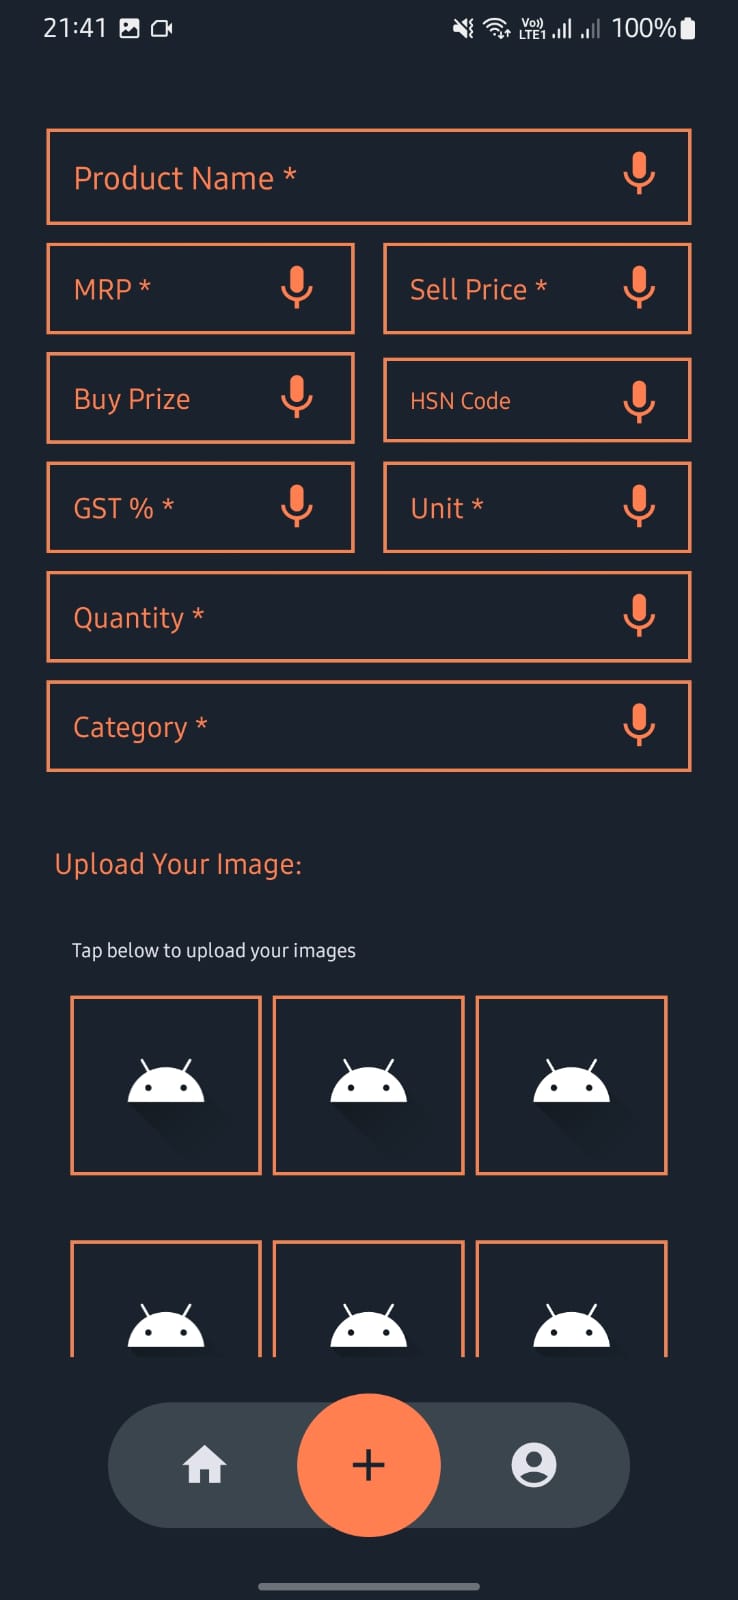 21:41 Vo)) LTE1 100%
Product Name *
MRP * Sell Price *
Buy Prize HSN Code
GST % * Unit *
Quantity *
Category *
Upload Your Image:
Tap below to upload your images